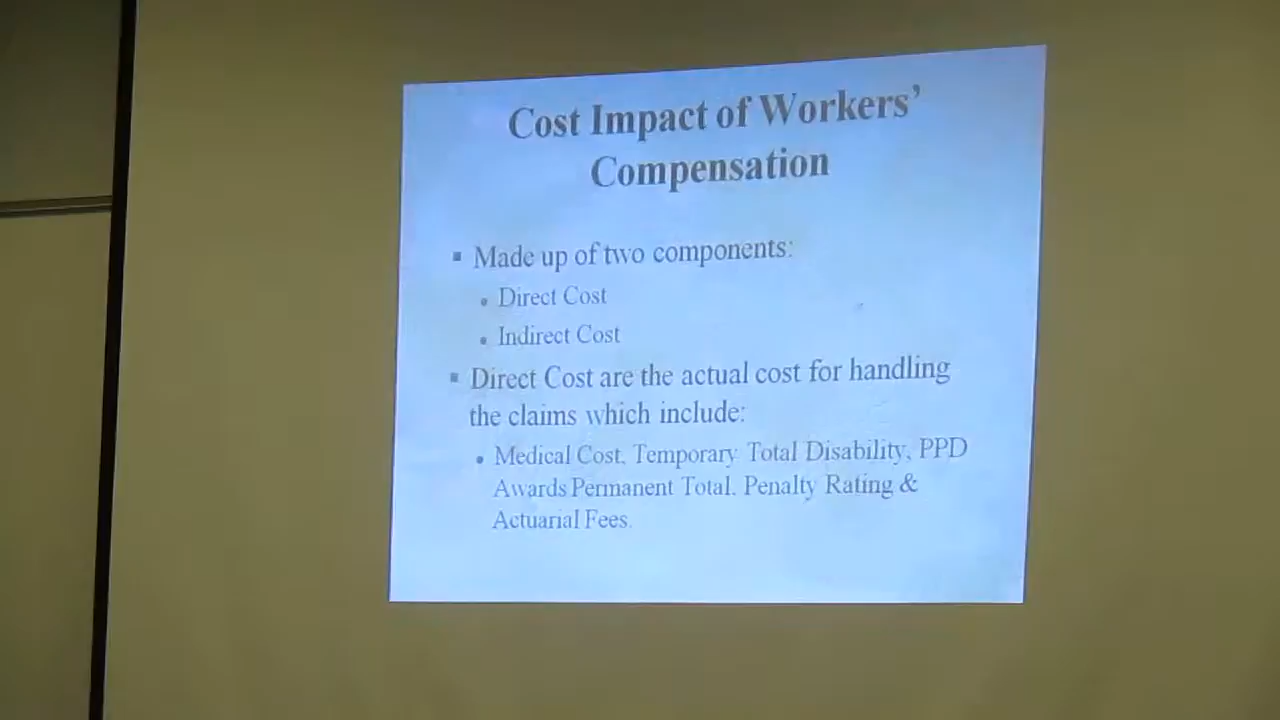 Cost Impact of Workers’
Compensation
▪ Made up of two components:
• Direct Cost
• Indirect Cost
▪ Direct Cost are the actual cost for handling
the claims which include:
• Medical Cost, Temporary Total Disability, PPD
Awards Permanent Total. Penalty Rating &
Actuarial Fees.